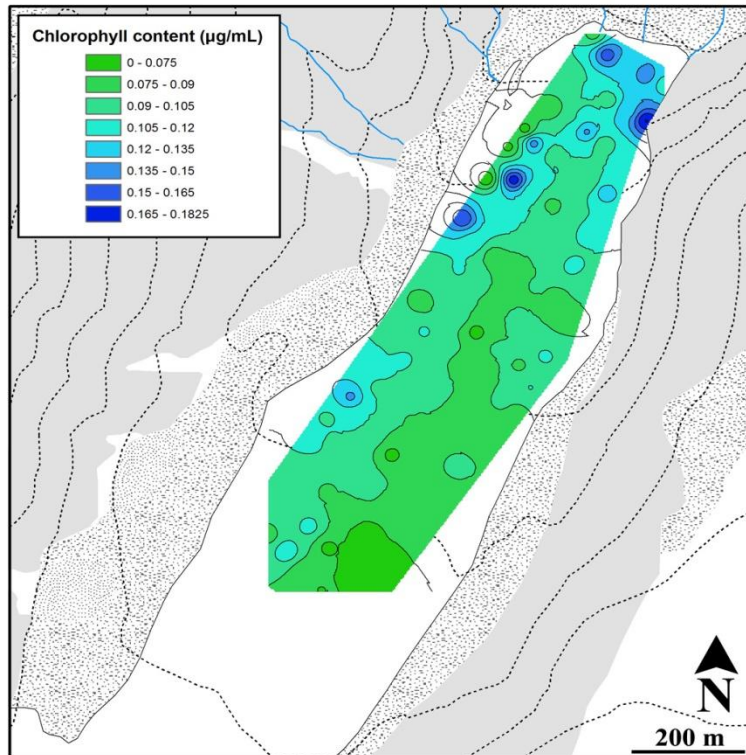 Chlorophyll content (µg/mL)
0 - 0.075
0.075 - 0.09
0.09 - 0.105
0.105 - 0.12
0.12 - 0.135
0.135 - 0.15
0.15 - 0.165
0.165 - 0.1825
N
200 m